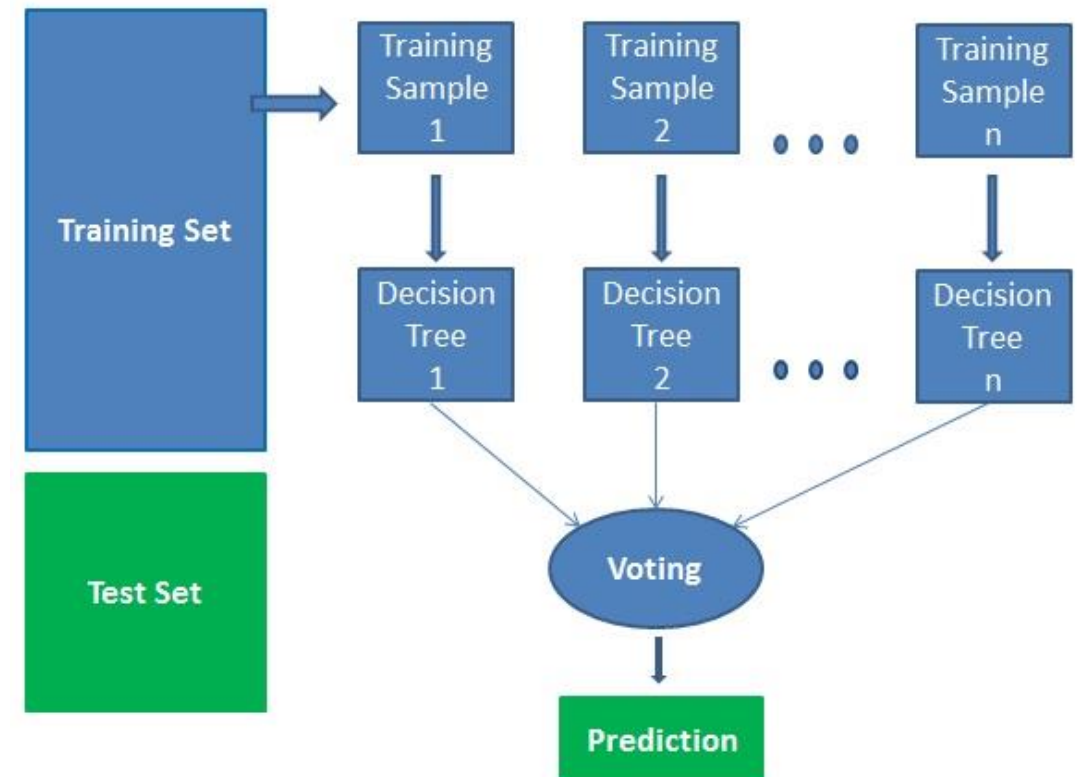 Training
Sample
1
Training
Sample
2
Training
Sample
n
Training Set
Decision
Tree
1
Decision
Tree
2
Decision
Tree
n
Voting
Test Set
Prediction